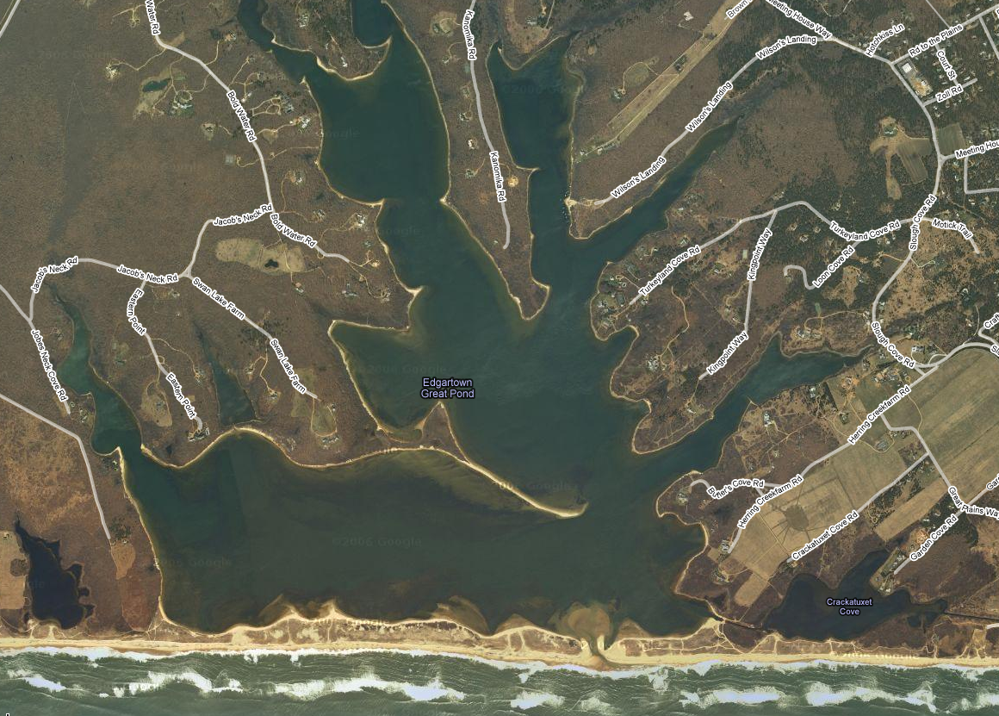 Water Rd
Kanomika Rd
Meeting House Way
Hotchkiss Ln
Rd to the Plains
Wilson's Landing
Court St
Zoll Rd
©2006 Google
Wilson's Landing
Bold Water Rd
Google
Meeting Hou
Kanomika Rd
Wilson's Landing
Jacob's Neck Rd
Bold Water Rd
Slough Cove Rd
Turkeyland Cove Rd
Motick Trail
Kingpoint Way
Loon Cove Rd
Turkeyland Cove Rd
Jacob's Neck Rd
Jacob's Neck Rd
Swan Lake Farm
Eastern Point
Jobes Neck Cove Rd
Swan Lake Farm
Kingpoint Way
Slough Cove Rd
Edgartown
Great Pond
Eastern Point
Herring Creekfarm Rd
Herring Creekfarm Rd
Great Plains Way
Crackatuxet Cove Rd
Garden Cove Rd
©2006 Google
Google
Crackatuxet
Cove